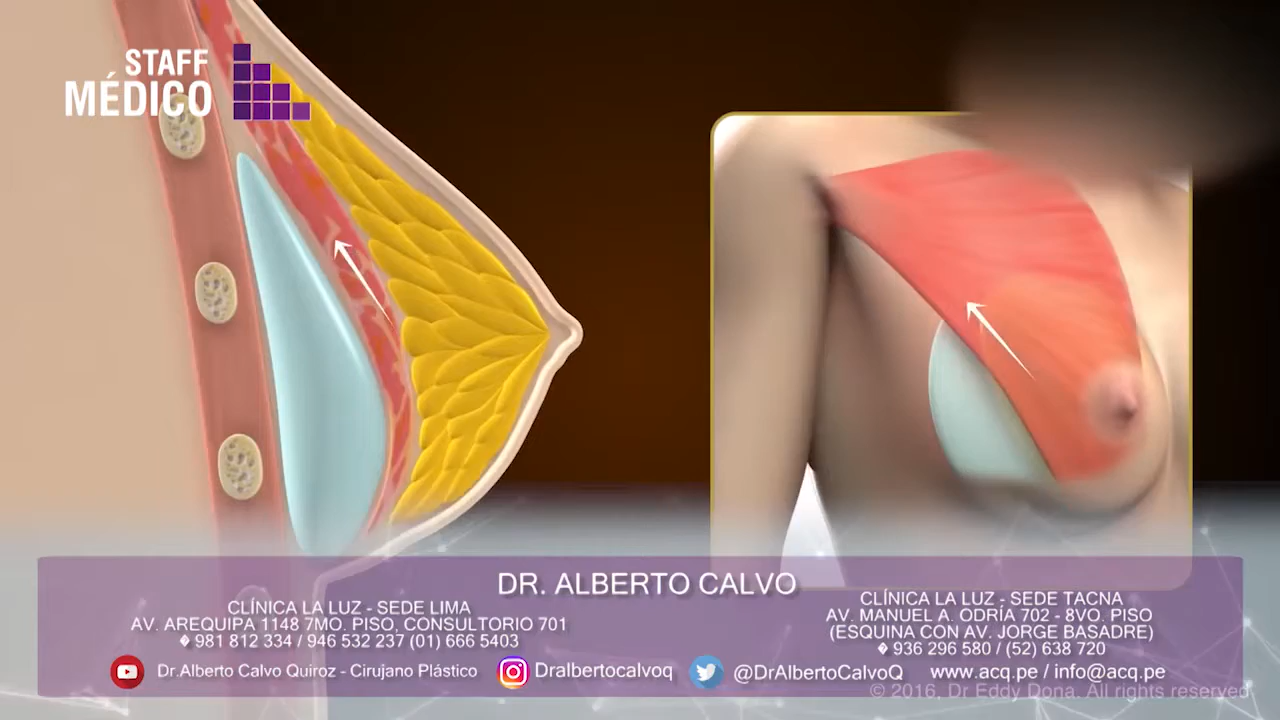 STAFF
MÉDICO
DR. ALBERTO CALVO
CLÍNICA LA LUZ - SEDE LIMA
AV. AREQUIPA 1148 7MO. PISO, CONSULTORIO 701
981 812 334 / 946 532 237 (01) 666 5403
CLÍNICA LA LUZ - SEDE TACNA
AV. MANUEL A. ODRÍA 702 - 8VO. PISO
(ESQUINA CON AV. JORGE BASADRE)
936 296 580 / (52) 638 720
Dr.Alberto Calvo Quiroz - Cirujano Plástico
Dralbertocalvoq
@DrAlbertoCalvoQ
www.acq.pe / info@acq.pe
© 2016, Dr Eddy Dona. All rights reserved